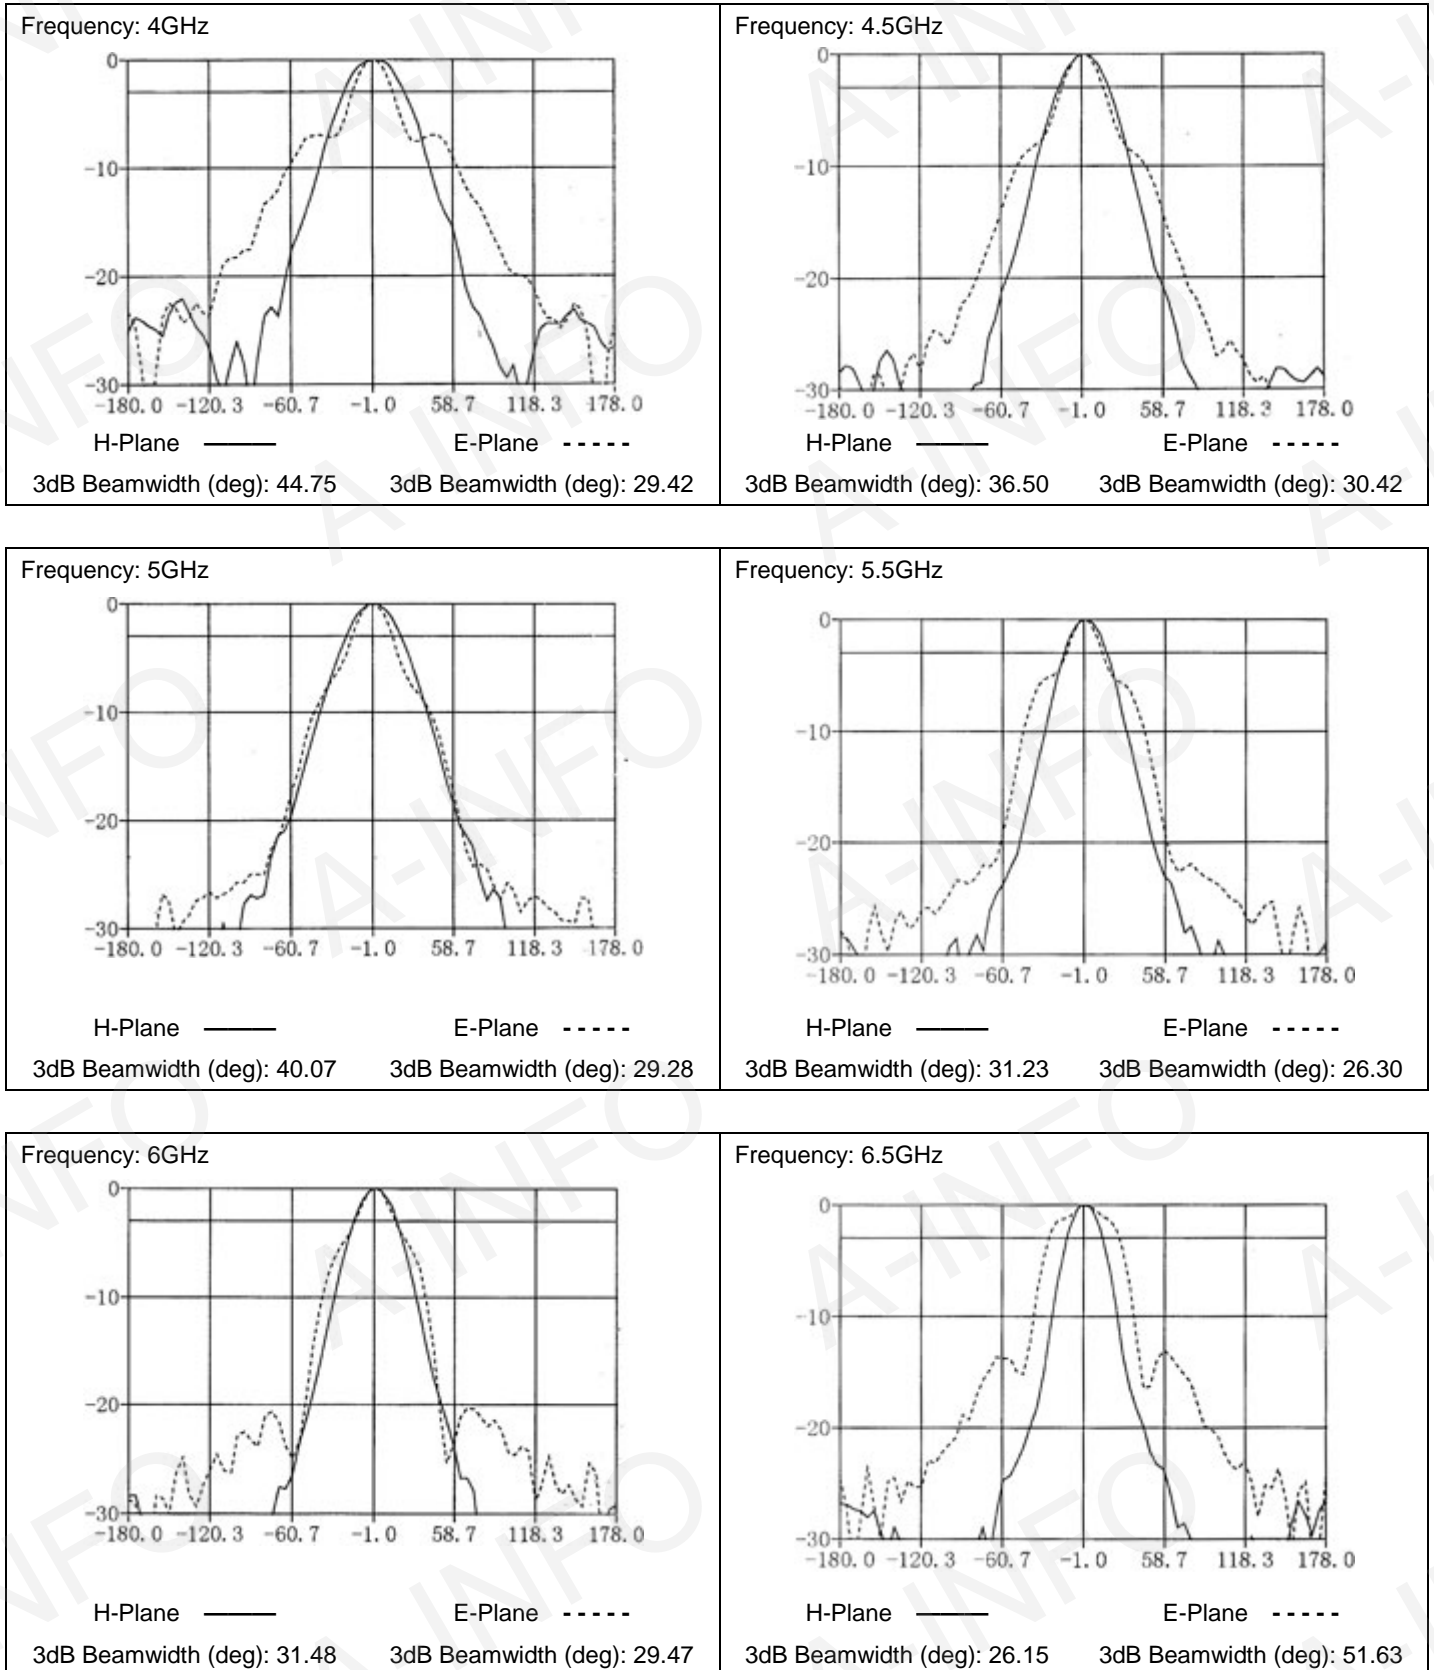 Frequency: 4GHz
0
-10
-20
-30
-180.0 -120.3 -60.7 -1.0 58.7 118.3 178.0
H-Plane E-Plane
3dB Beamwidth (deg): 44.75 3dB Beamwidth (deg): 29.42
Frequency: 4.5GHz
0
-10
-20
-30
-180.0 -120.3 -60.7 -1.0 58.7 118.3 178.0
H-Plane E-Plane
3dB Beamwidth (deg): 36.50 3dB Beamwidth (deg): 30.42
Frequency: 5GHz
0
-10
-20
-30
-180.0 -120.3 -60.7 -1.0 58.7 118.3 -178.0
H-Plane E-Plane
3dB Beamwidth (deg): 40.07 3dB Beamwidth (deg): 29.28
Frequency: 5.5GHz
0
-10
-20
-30
-180.0 -120.3 -60.7 -1.0 58.7 118.3 178.0
H-Plane E-Plane
3dB Beamwidth (deg): 31.23 3dB Beamwidth (deg): 26.30
Frequency: 6GHz
0
-10
-20
-30
-180.0 -120.3 -60.7 -1.0 58.7 118.3 178.0
H-Plane E-Plane
3dB Beamwidth (deg): 31.48 3dB Beamwidth (deg): 29.47
Frequency: 6.5GHz
0
-10
-20
-30
-180.0 -120.3 -60.7 -1.0 58.7 118.3 178.0
H-Plane E-Plane
3dB Beamwidth (deg): 26.15 3dB Beamwidth (deg): 51.63
A-INFO